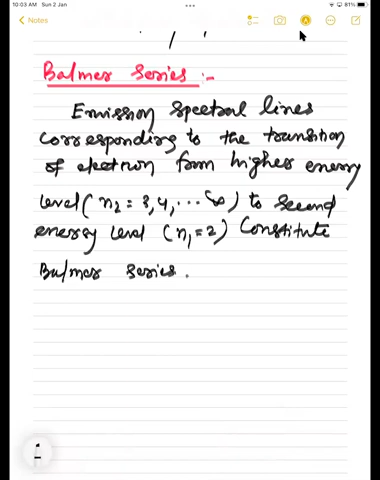 10:03 AM Sun 2 Jan
81%
Notes
Balmer Series :-
Emission Spectral lines
corresponding to the transition
of electron from higher energy
level ( n₂ = 3, 4, ... ∞ ) to second
energy level ( n₁ = 2 ) Constitute
Balmer series.